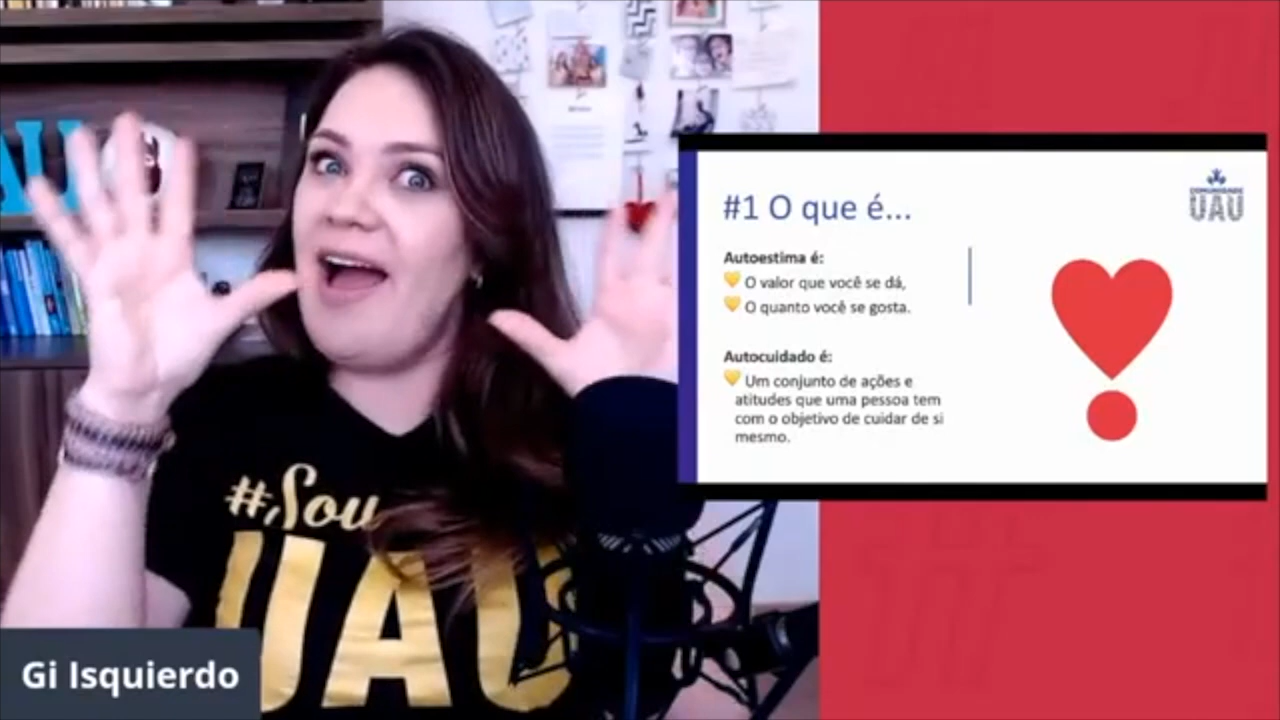 #Sou
UAU
Gi Isquierdo
#1 O que é...
COMUNIDADE
UAU
Autoestima é:
💛 O valor que você se dá,
💛 O quanto você se gosta.
Autocuidado é:
💛 Um conjunto de ações e
atitudes que uma pessoa tem
com o objetivo de cuidar de si
mesmo.